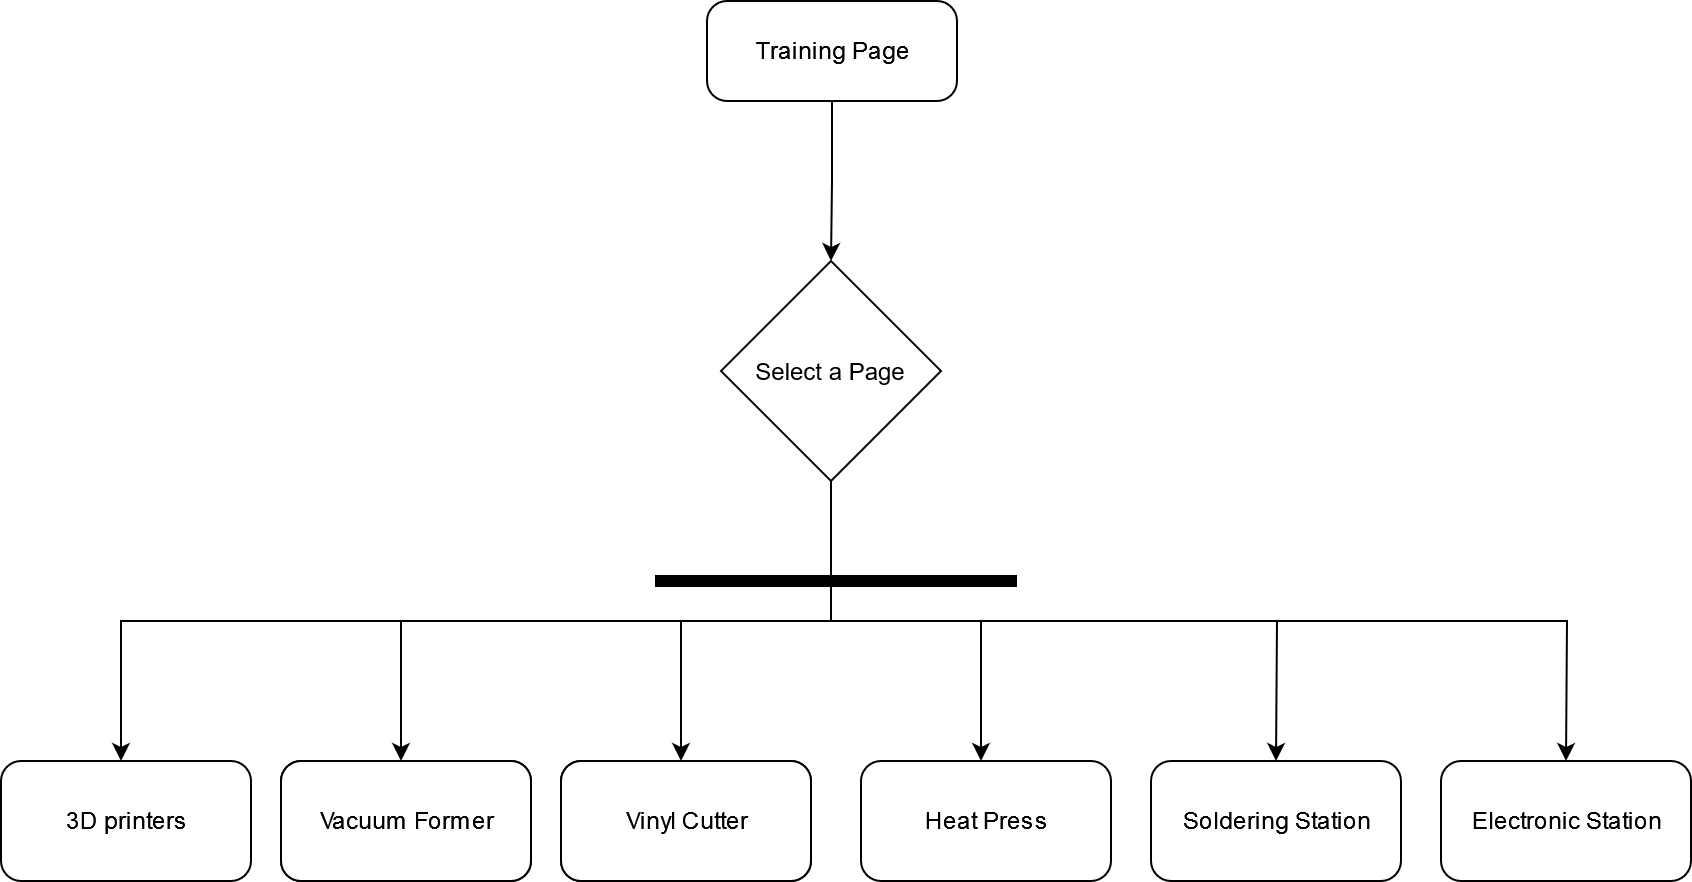 Training Page
Select a Page
3D printers
Vacuum Former
Vinyl Cutter
Heat Press
Soldering Station
Electronic Station